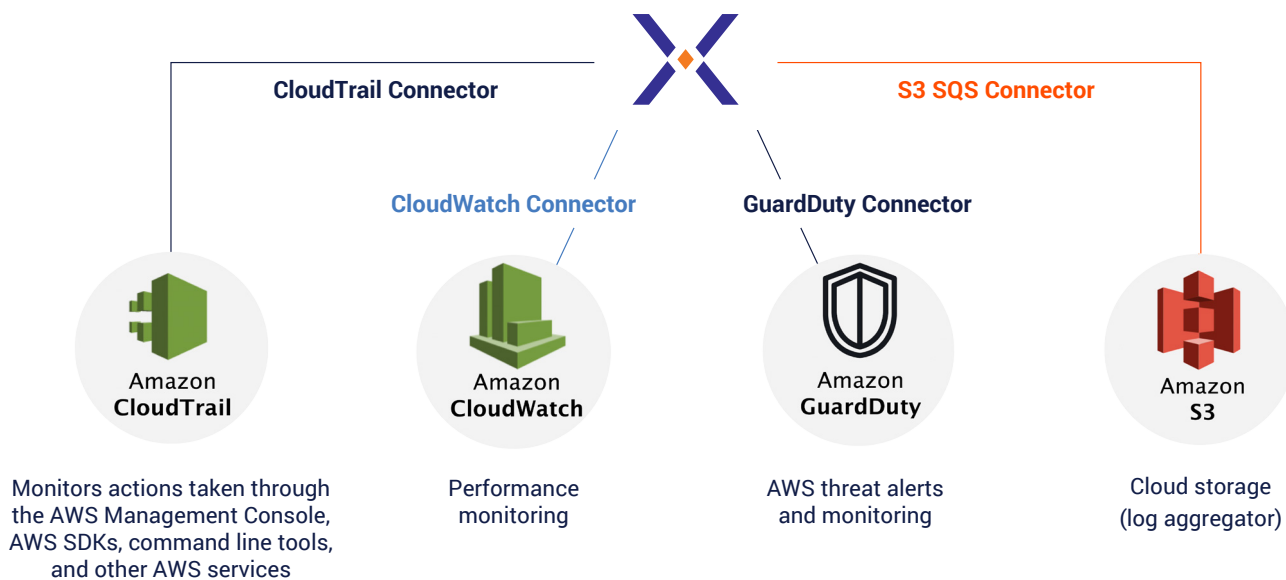 CloudTrail Connector
S3 SQS Connector
CloudWatch Connector
GuardDuty Connector
Amazon
CloudTrail
Amazon
CloudWatch
Amazon
GuardDuty
Amazon
S3
Monitors actions taken through
the AWS Management Console,
AWS SDKs, command line tools,
and other AWS services
Performance
monitoring
AWS threat alerts
and monitoring
Cloud storage
(log aggregator)